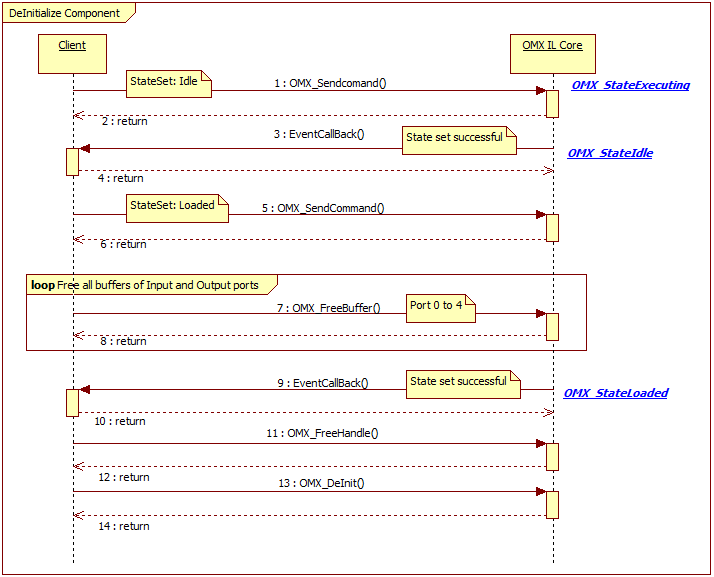 DeInitialize Component
Client
OMX IL Core
StateSet: Idle
1 : OMX_Sendcomand()
OMX_StateExecuting
2 : return
3 : EventCallBack()
State set successful
OMX_StateIdle
4 : return
StateSet: Loaded
5 : OMX_SendCommand()
6 : return
loop Free all buffers of Input and Output ports
7 : OMX_FreeBuffer()
Port 0 to 4
8 : return
9 : EventCallBack()
State set successful
OMX_StateLoaded
10 : return
11 : OMX_FreeHandle()
12 : return
13 : OMX_DeInit()
14 : return